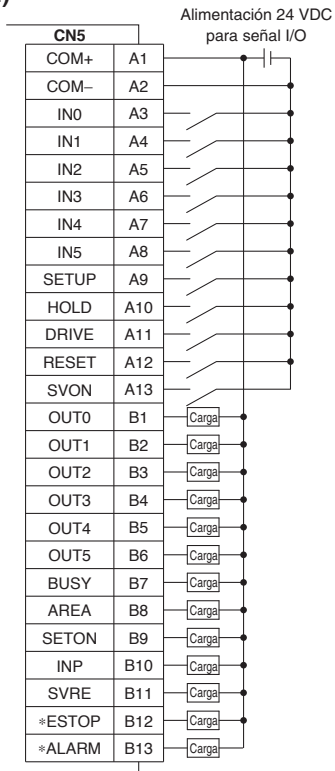 )
Alimentación 24 VDC
para señal I/O
CN5
COM+ A1
COM− A2
IN0 A3
IN1 A4
IN2 A5
IN3 A6
IN4 A7
IN5 A8
SETUP A9
HOLD A10
DRIVE A11
RESET A12
SVON A13
OUT0 B1 Carga
OUT1 B2 Carga
OUT2 B3 Carga
OUT3 B4 Carga
OUT4 B5 Carga
OUT5 B6 Carga
BUSY B7 Carga
AREA B8 Carga
SETON B9 Carga
INP B10 Carga
SVRE B11 Carga
∗ESTOP B12 Carga
∗ALARM B13 Carga